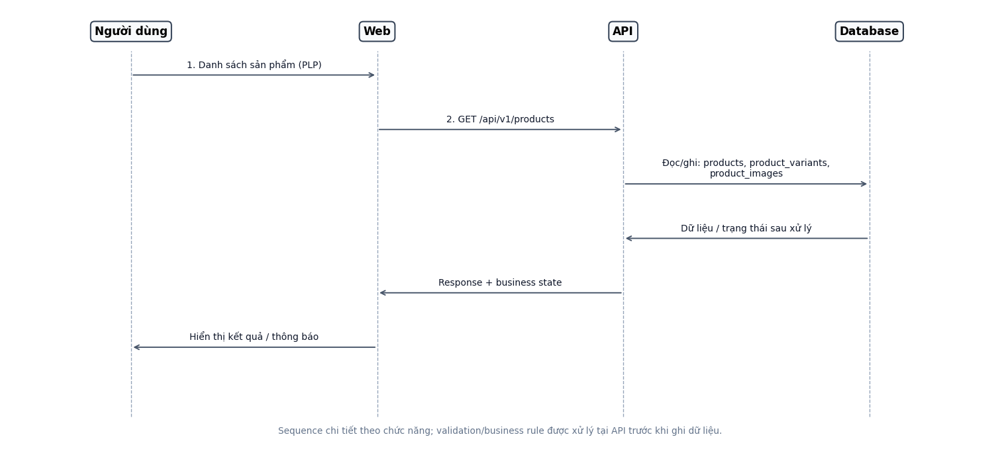 Người dùng
Web
API
Database
1. Danh sách sản phẩm (PLP)
2. GET /api/v1/products
Đọc/ghi: products, product_variants,
product_images
Dữ liệu / trạng thái sau xử lý
Response + business state
Hiển thị kết quả / thông báo
Sequence chi tiết theo chức năng; validation/business rule được xử lý tại API trước khi ghi dữ liệu.